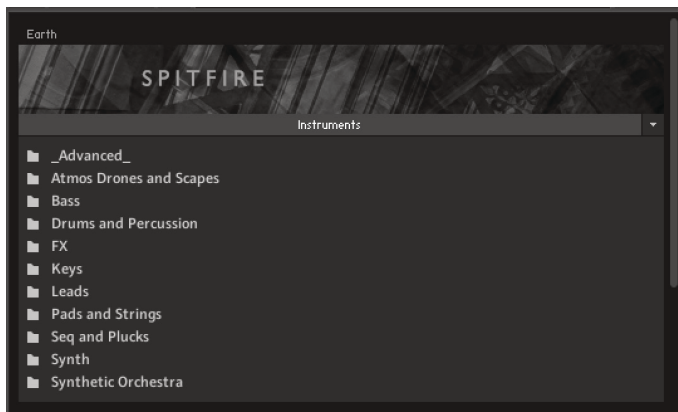 Earth
SPITFIRE
Instruments
_Advanced_
Atmos Drones and Scapes
Bass
Drums and Percussion
FX
Keys
Leads
Pads and Strings
Seq and Plucks
Synth
Synthetic Orchestra